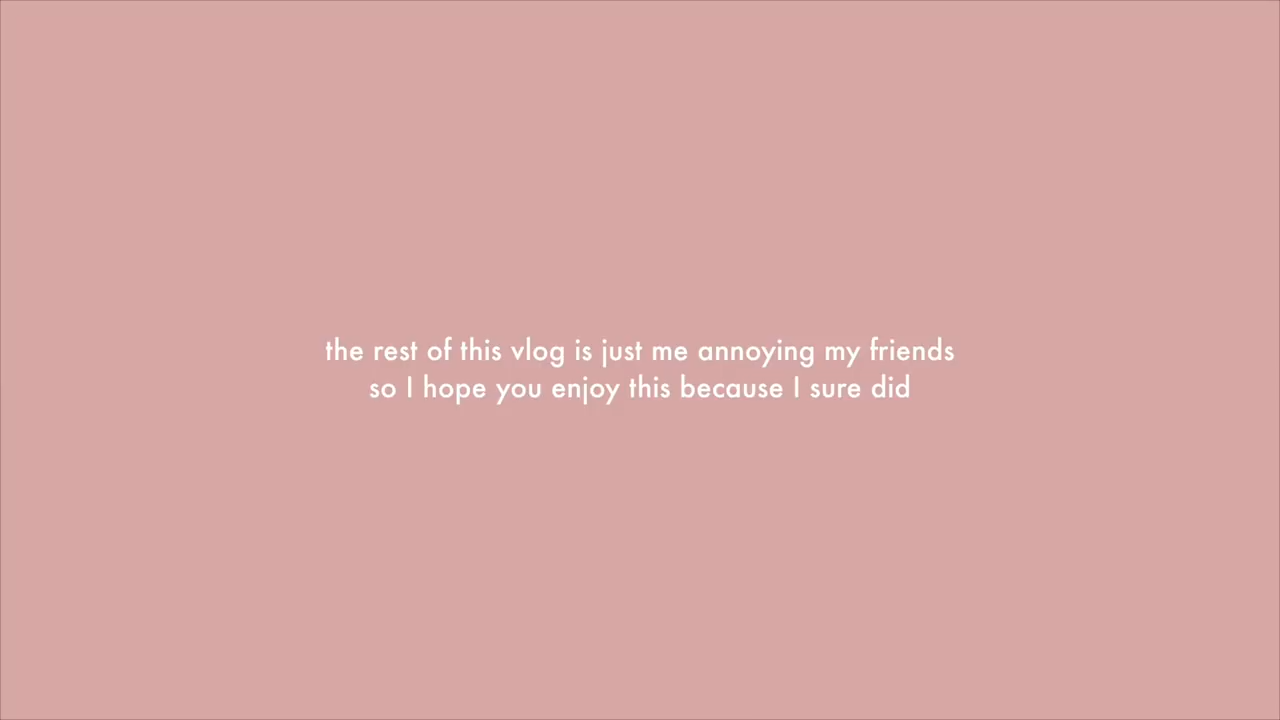 the rest of this vlog is just me annoying my friends
so I hope you enjoy this because I sure did